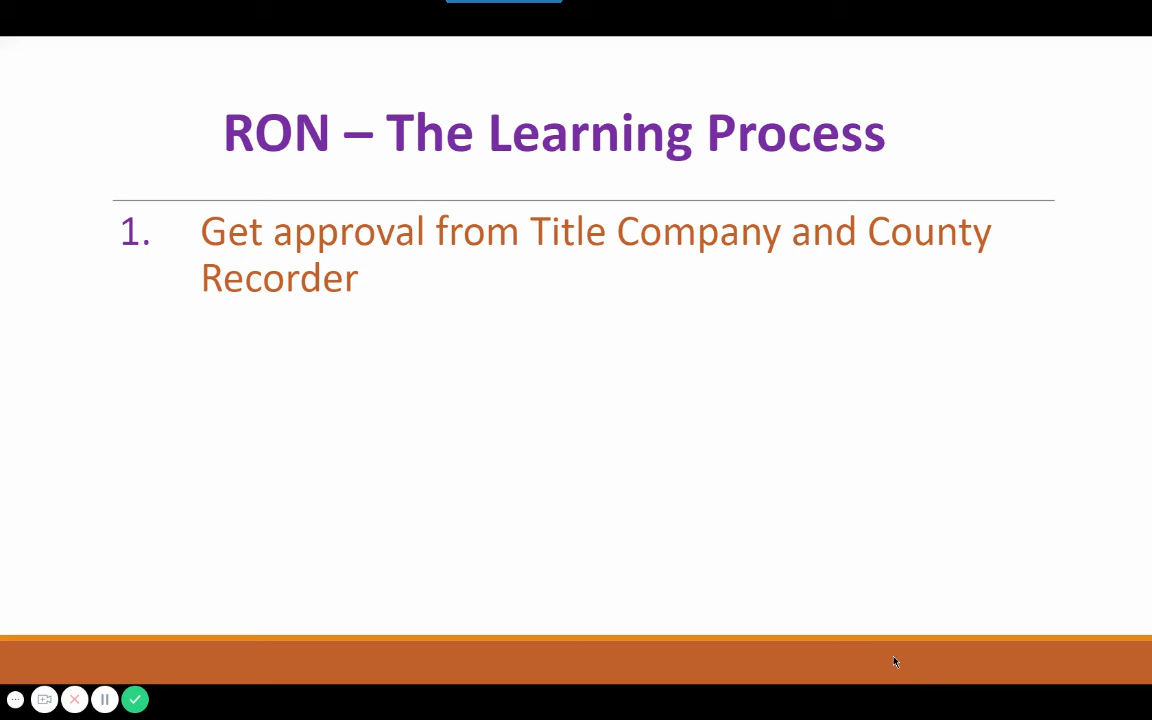 RON – The Learning Process
1. Get approval from Title Company and County
Recorder